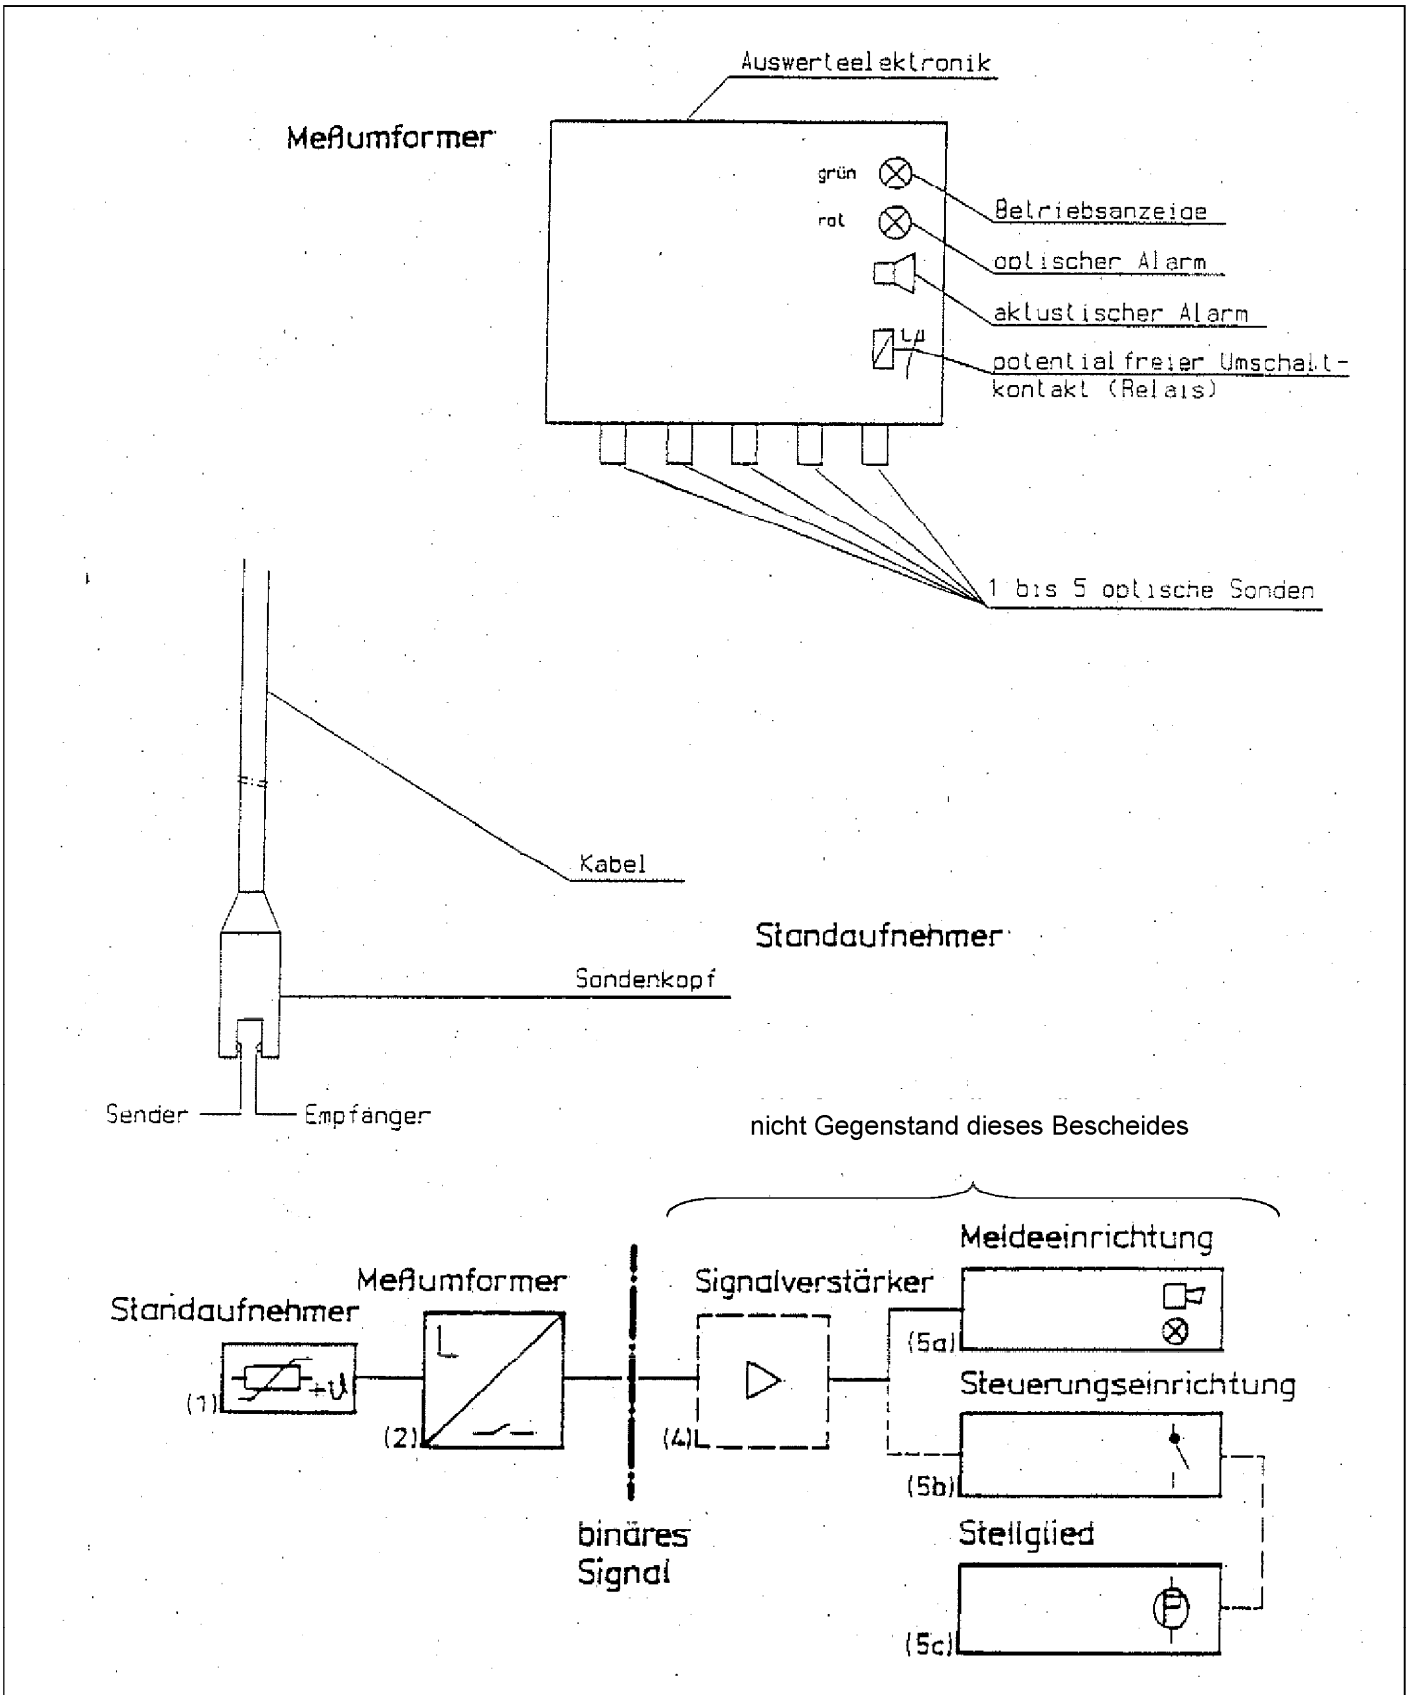 Auswerteelektronik
Meßumformer
grün
rot
Betriebsanzeige
optischer Alarm
aktustischer Alarm
potentialfreier Umschalt-
kontakt (Relais)
1 bis 5 optische Sonden
Kabel
Standaufnehmer
Sondenkopf
Sender
Empfänger
nicht Gegenstand dieses Bescheides
Meldeeinrichtung
Meßumformer
Signalverstärker
Standaufnehmer
(5a)
Steuerungseinrichtung
+ϑ
(1)
(2)
(4)
(5b)
binäres
Signal
Stellglied
P
(5c)